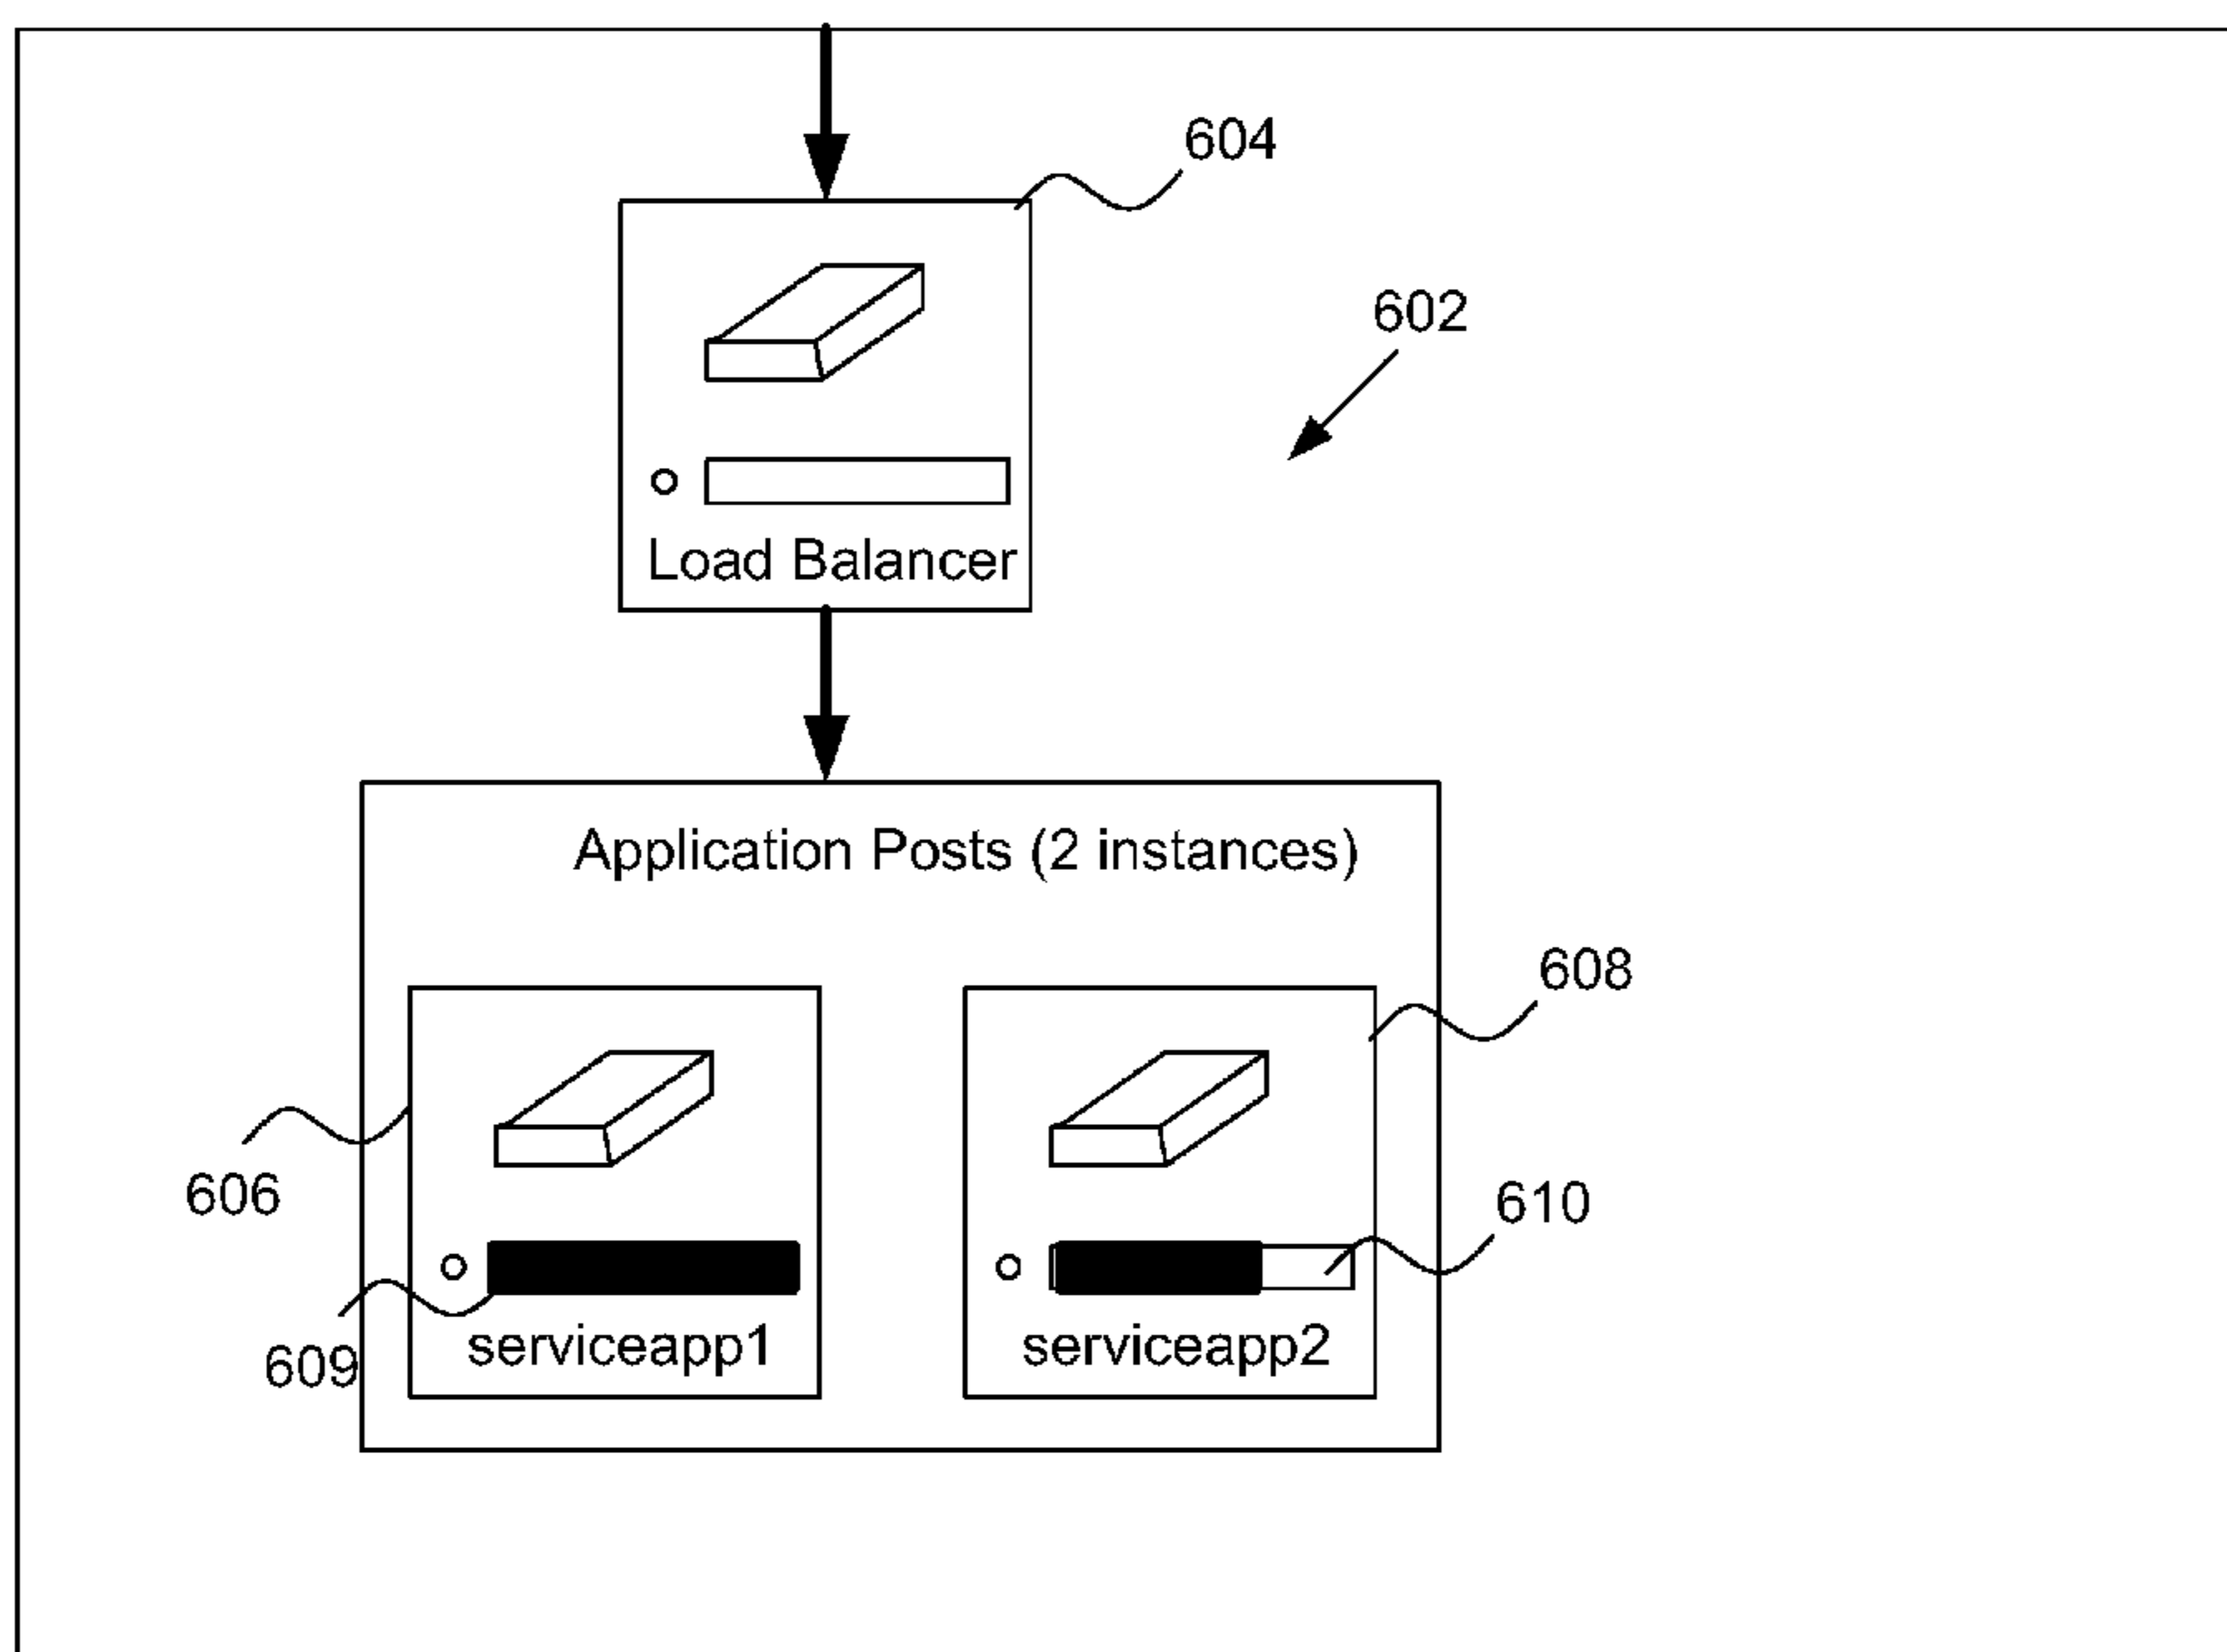 604
602
Load Balancer
Application Posts (2 instances)
608
606
610
serviceapp1
serviceapp2
609